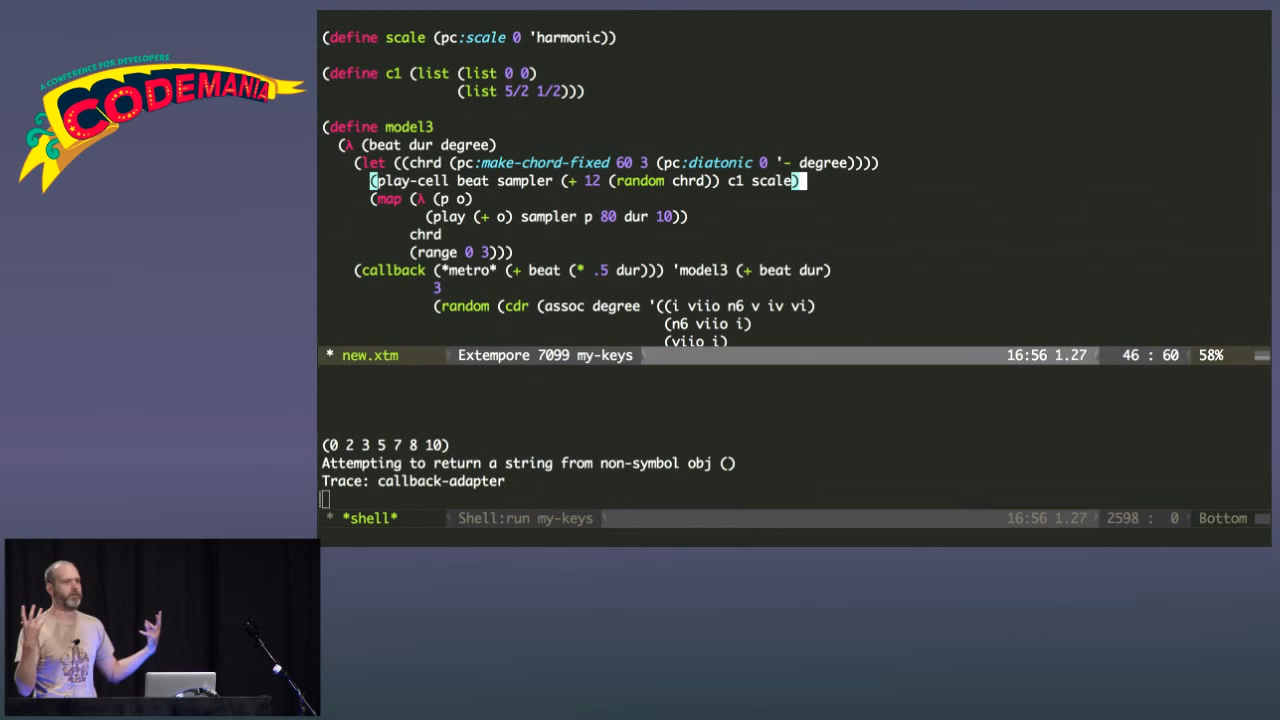 A CONFERENCE FOR DEVELOPERS
CODEMANIA
(define scale (pc:scale 0 'harmonic))
(define c1 (list (list 0 0)
(list 5/2 1/2)))
(define model3
(λ (beat dur degree)
(let ((chrd (pc:make-chord-fixed 60 3 (pc:diatonic 0 '- degree))))
(play-cell beat sampler (+ 12 (random chrd)) c1 scale)
(map (λ (p o)
(play (+ o) sampler p 80 dur 10))
chrd
(range 0 3)))
(callback (*metro* (+ beat (* .5 dur))) 'model3 (+ beat dur)
3
(random (cdr (assoc degree '((i viio n6 v iv vi)
(n6 viio i)
(viio i)
* new.xtm Extempore 7099 my-keys 16:56 1.27 46 : 60 58%
(0 2 3 5 7 8 10)
Attempting to return a string from non-symbol obj ()
Trace: callback-adapter
* *shell* Shell:run my-keys 16:56 1.27 2598 : 0 Bottom